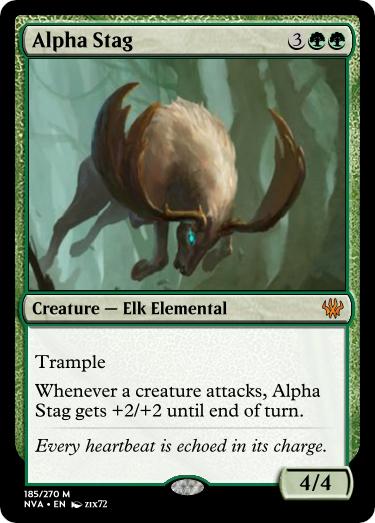 Alpha Stag 3
Creature — Elk Elemental
Trample
Whenever a creature attacks, Alpha
Stag gets +2/+2 until end of turn.
Every heartbeat is echoed in its charge.
4/4
185/270 M
NVA • EN zix72